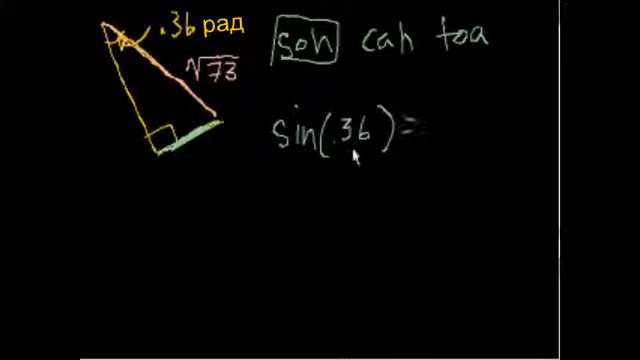 .36 рад
√73
soh cah toa
sin(.36) =